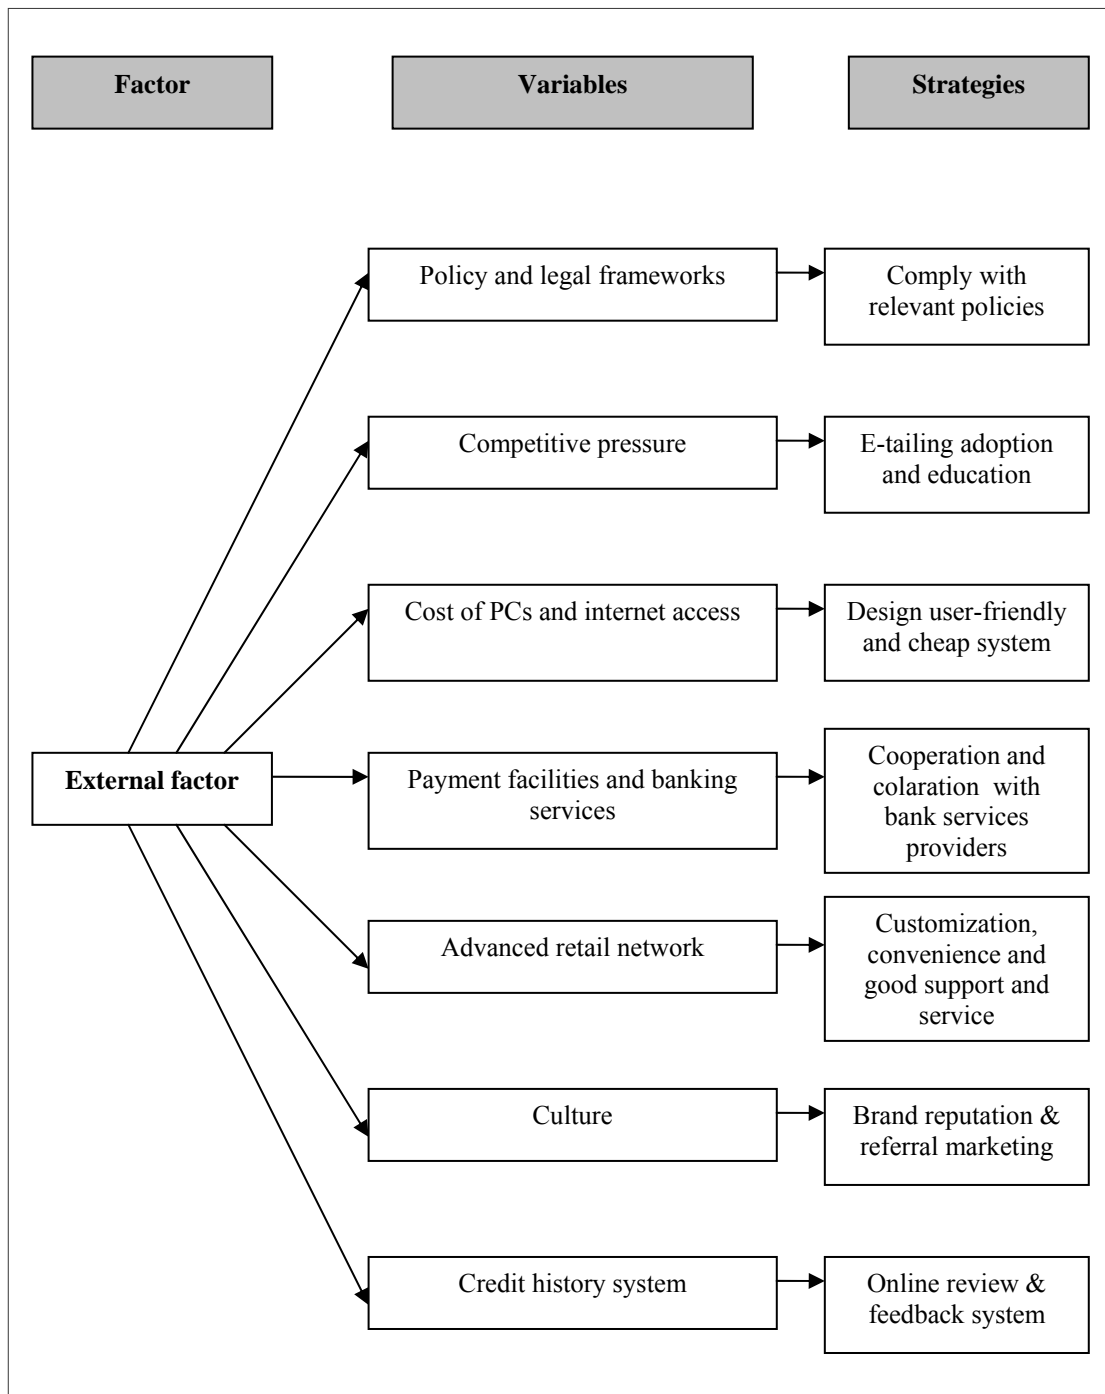 Factor
Variables
Strategies
Policy and legal frameworks
Comply with
relevant policies
Competitive pressure
E-tailing adoption
and education
Cost of PCs and internet access
Design user-friendly
and cheap system
External factor
Payment facilities and banking
services
Cooperation and
colaration  with
bank services
providers
Advanced retail network
Customization,
convenience and
good support and
service
Culture
Brand reputation &
referral marketing
Credit history system
Online review &
feedback system